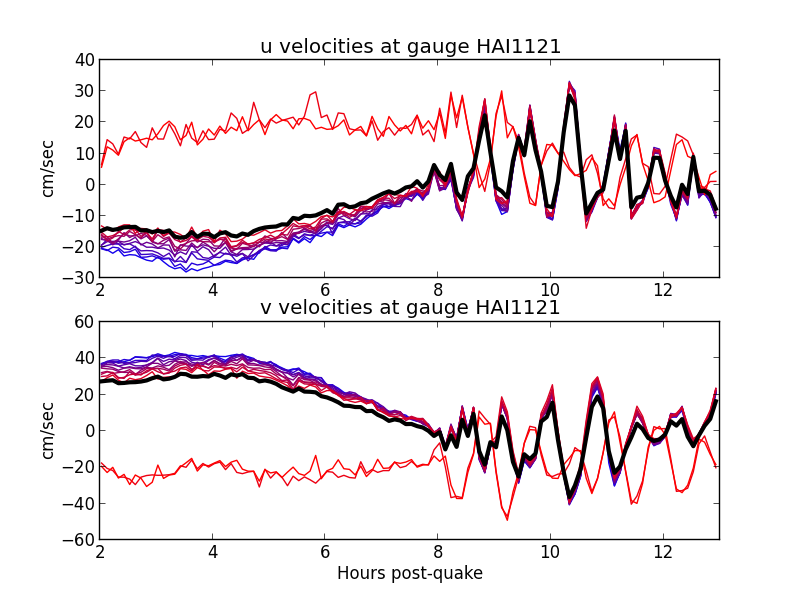 u velocities at gauge HAI1121
40
30
20
10
0
−10
−20
−30
cm/sec
2 4 6 8 10 12
v velocities at gauge HAI1121
60
40
20
0
−20
−40
−60
cm/sec
2 4 6 8 10 12
Hours post-quake